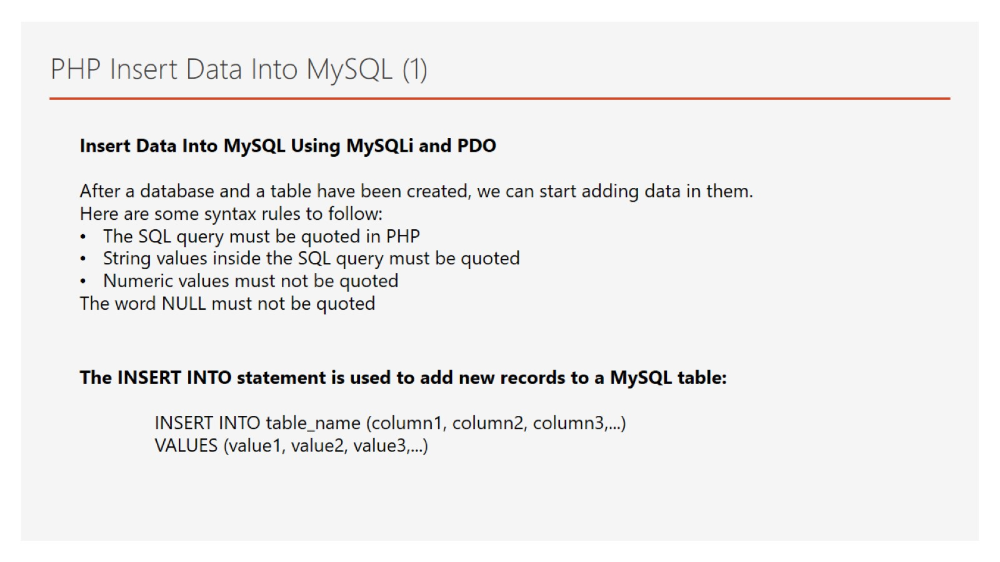 PHP Insert Data Into MySQL (1)
Insert Data Into MySQL Using MySQLi and PDO
After a database and a table have been created, we can start adding data in them.
Here are some syntax rules to follow:
• The SQL query must be quoted in PHP
• String values inside the SQL query must be quoted
• Numeric values must not be quoted
The word NULL must not be quoted
The INSERT INTO statement is used to add new records to a MySQL table:
INSERT INTO table_name (column1, column2, column3,...)
VALUES (value1, value2, value3,...)